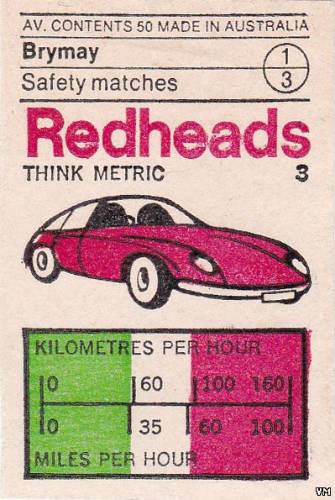 AV. CONTENTS 50 MADE IN AUSTRALIA
Brymay
1
Safety matches
3
Redheads
THINK METRIC 3
KILOMETRES PER HOUR
0 60 100 160
0 35 60 100
MILES PER HOUR
VM